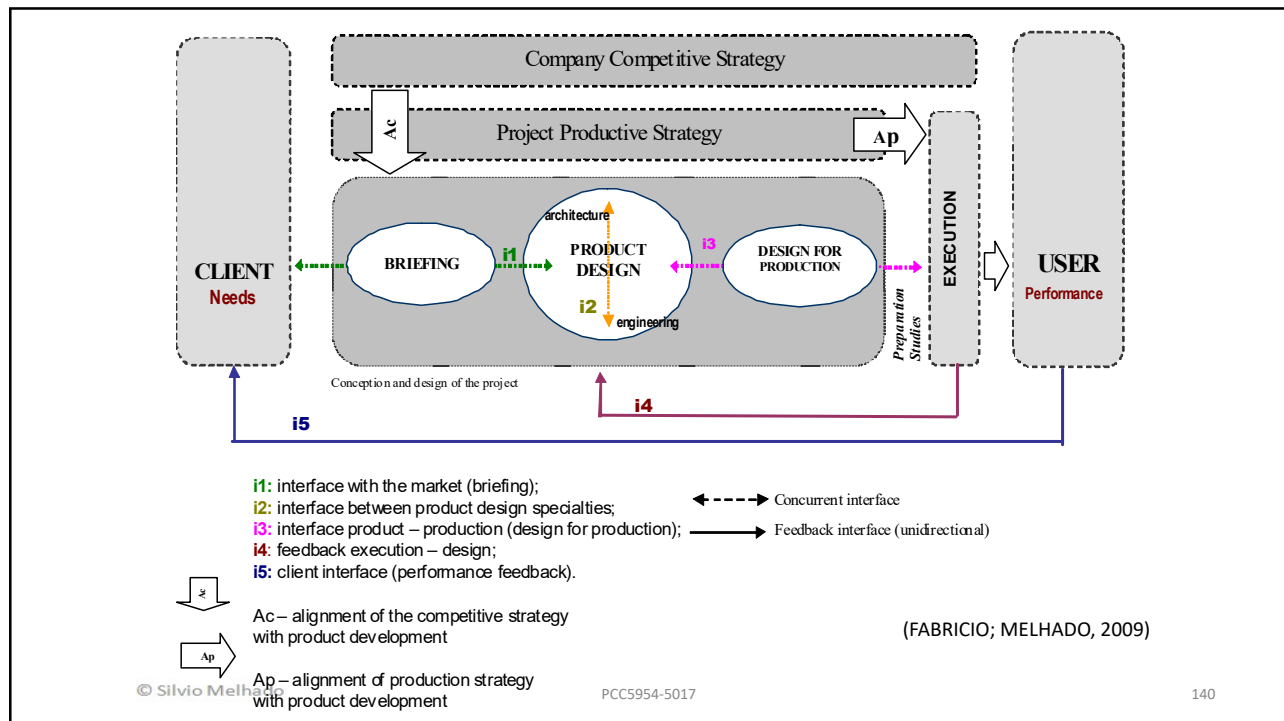 Company Competitive Strategy
Ac
Project Productive Strategy
Ap
CLIENT
Needs
BRIEFING
i1
architecture
PRODUCT
DESIGN
i2
engineering
i3
DESIGN FOR
PRODUCTION
Preparation
Studies
EXECUTION
USER
Performance
Conception and design of the project
i4
i5
i1: interface with the market (briefing);
i2: interface between product design specialties;
i3: interface product – production (design for production);
i4: feedback execution – design;
i5: client interface (performance feedback).
Concurrent interface
Feedback interface (unidirectional)
Ac
Ac – alignment of the competitive strategy
with product development
(FABRICIO; MELHADO, 2009)
Ap
Ap – alignment of production strategy
with product development
© Silvio Melhado
PCC5954-5017
140